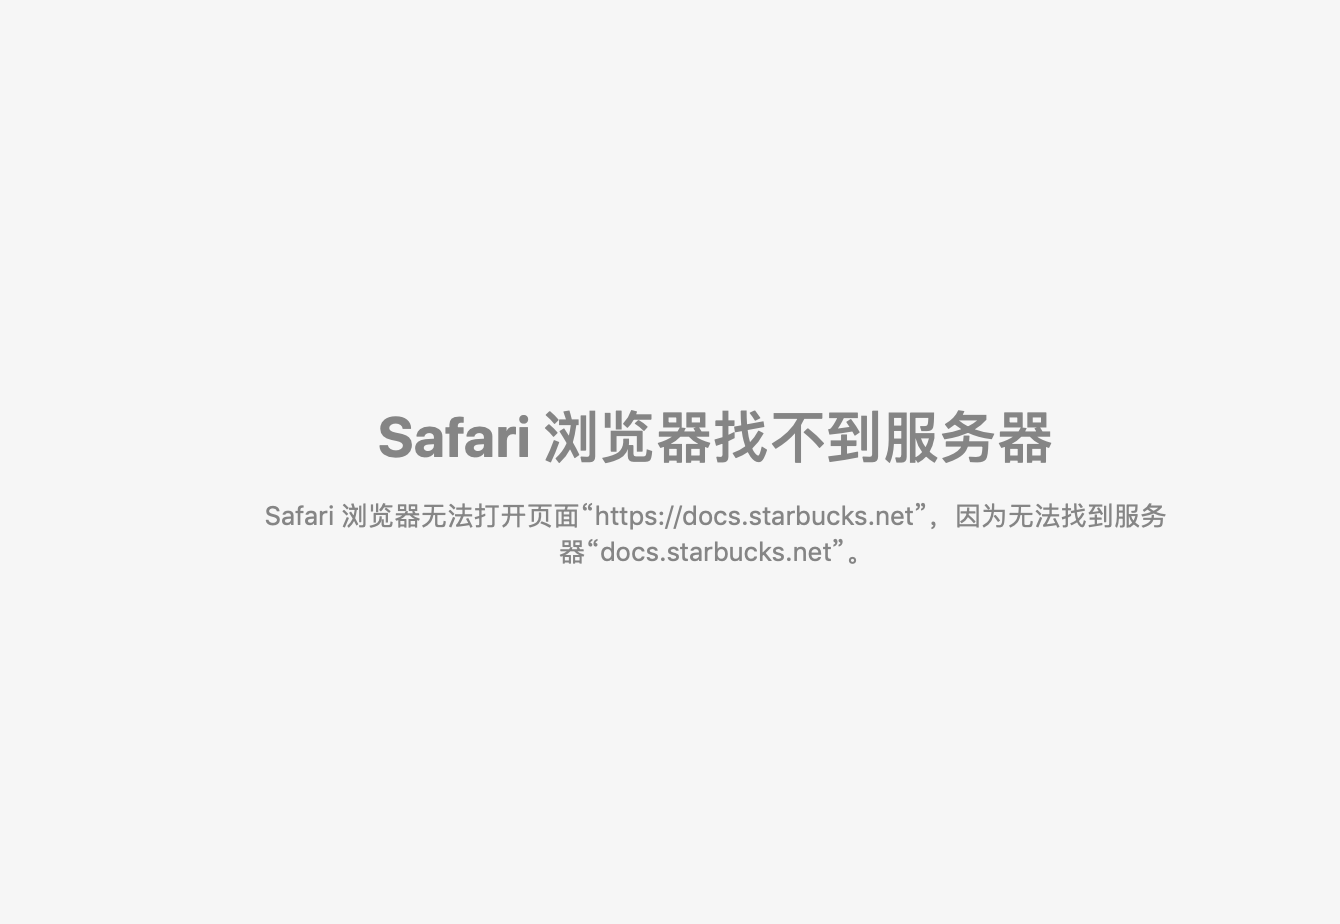 Safari 浏览器找不到服务器
Safari 浏览器无法打开页面“https://docs.starbucks.net”，因为无法找到服务
器“docs.starbucks.net”。